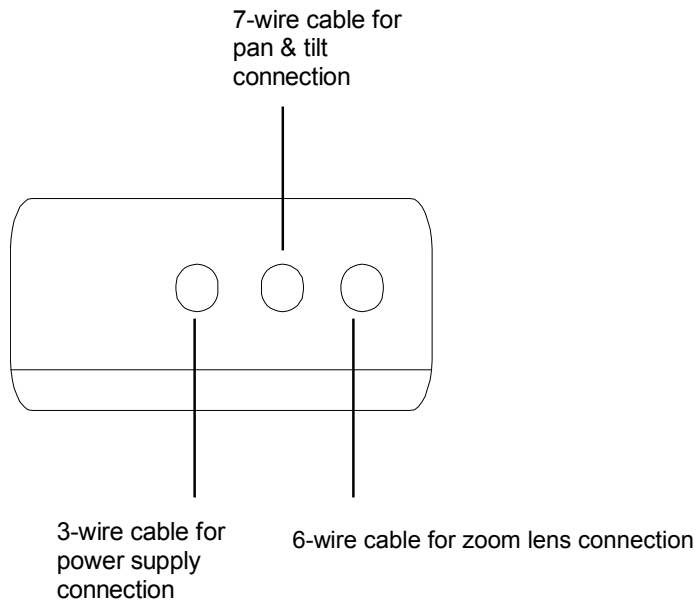 7-wire cable for
pan & tilt
connection
3-wire cable for
power supply
connection
6-wire cable for zoom lens connection